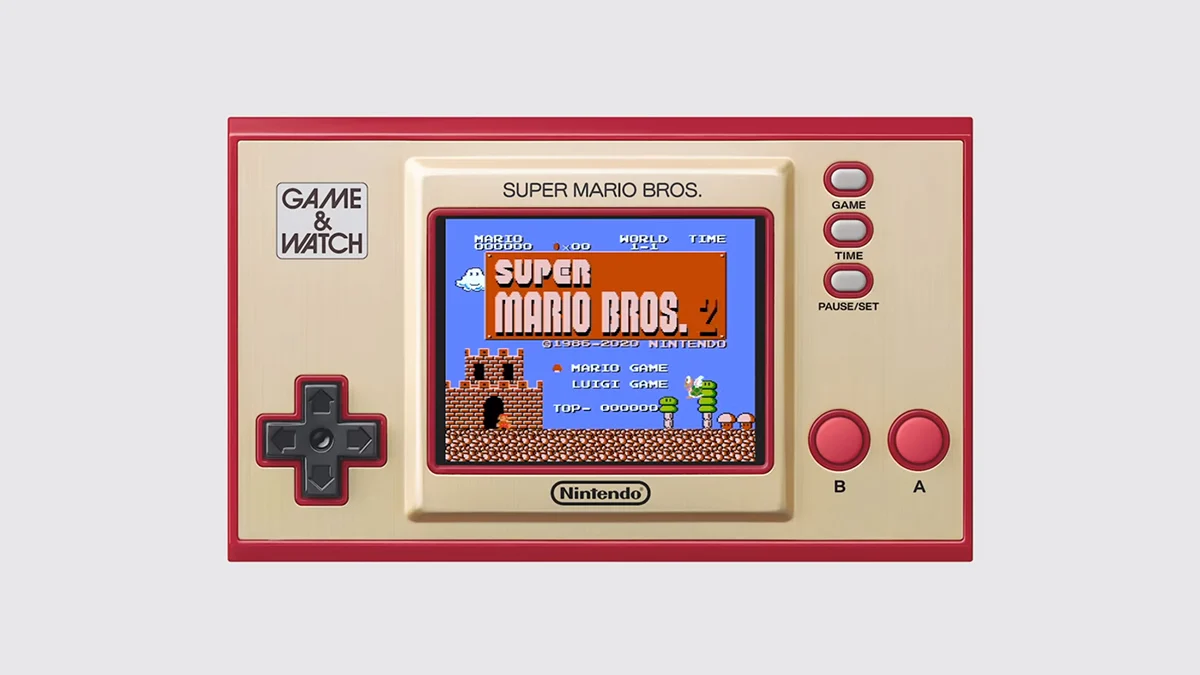 GAME
&
WATCH
SUPER MARIO BROS.
MARIO
000000 ×00
WORLD
1-1
TIME
SUPER
MARIO BROS. 2
©1986-2020 NINTENDO
MARIO GAME
LUIGI GAME
TOP- 000000
Nintendo®
GAME
TIME
PAUSE/SET
B
A